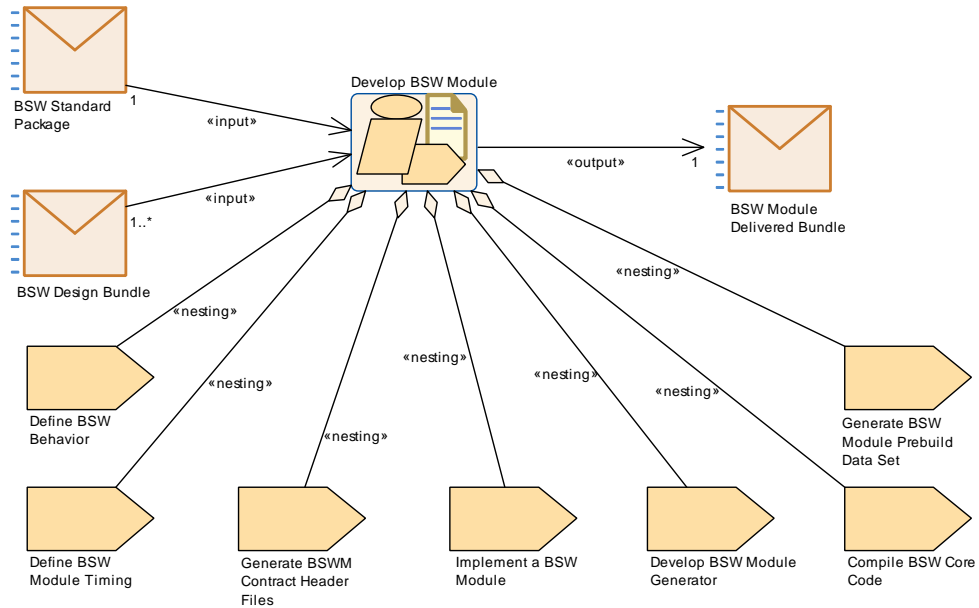 Develop BSW Module
BSW Standard
Package
1
«input»
«output»
1
BSW Module
Delivered Bundle
«input»
1..*
BSW Design Bundle
«nesting»
«nesting»
«nesting»
«nesting»
«nesting»
«nesting»
«nesting»
Define BSW
Behavior
Generate BSW
Module Prebuild
Data Set
Define BSW
Module Timing
Generate BSWM
Contract Header
Files
Implement a BSW
Module
Develop BSW Module
Generator
Compile BSW Core
Code